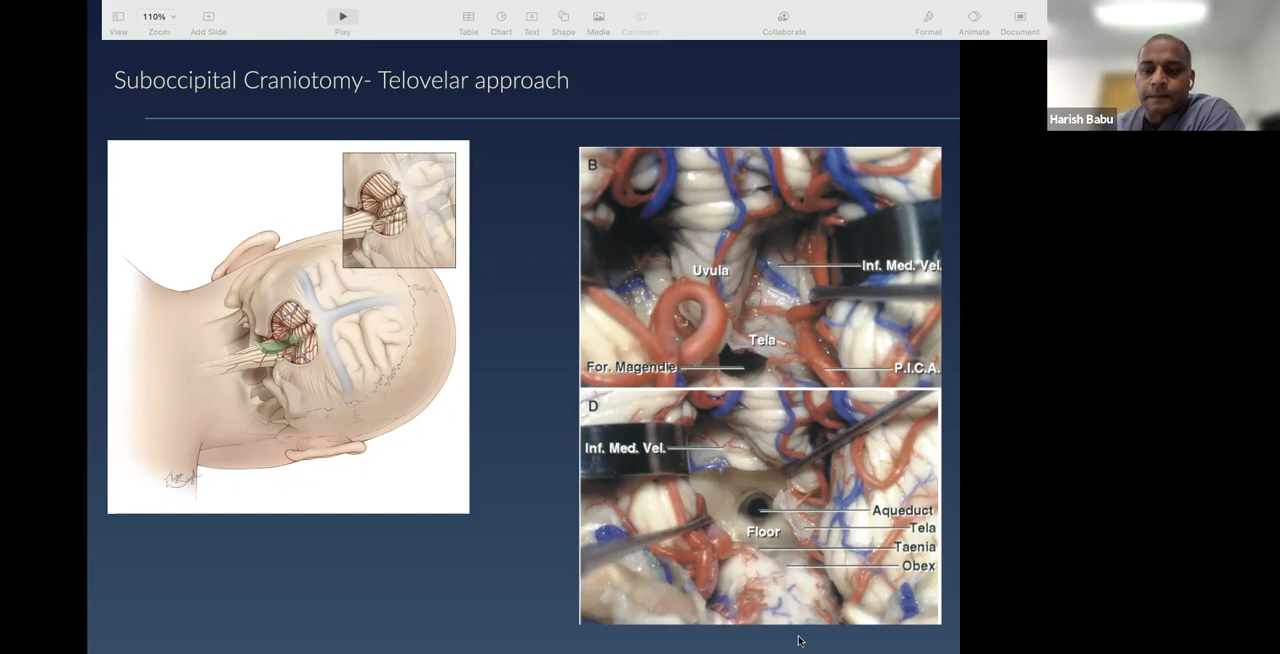 View
110%
Zoom
Add Slide
Play
Table
Chart
Text
Shape
Media
Comment
Collaborate
Format
Animate
Document
Harish Babu
Suboccipital Craniotomy- Telovelar approach
B
Uvula
Inf. Med. Vel.
Tela
For. Magendie
P.I.C.A.
D
Inf. Med. Vel.
Aqueduct
Tela
Floor
Taenia
Obex